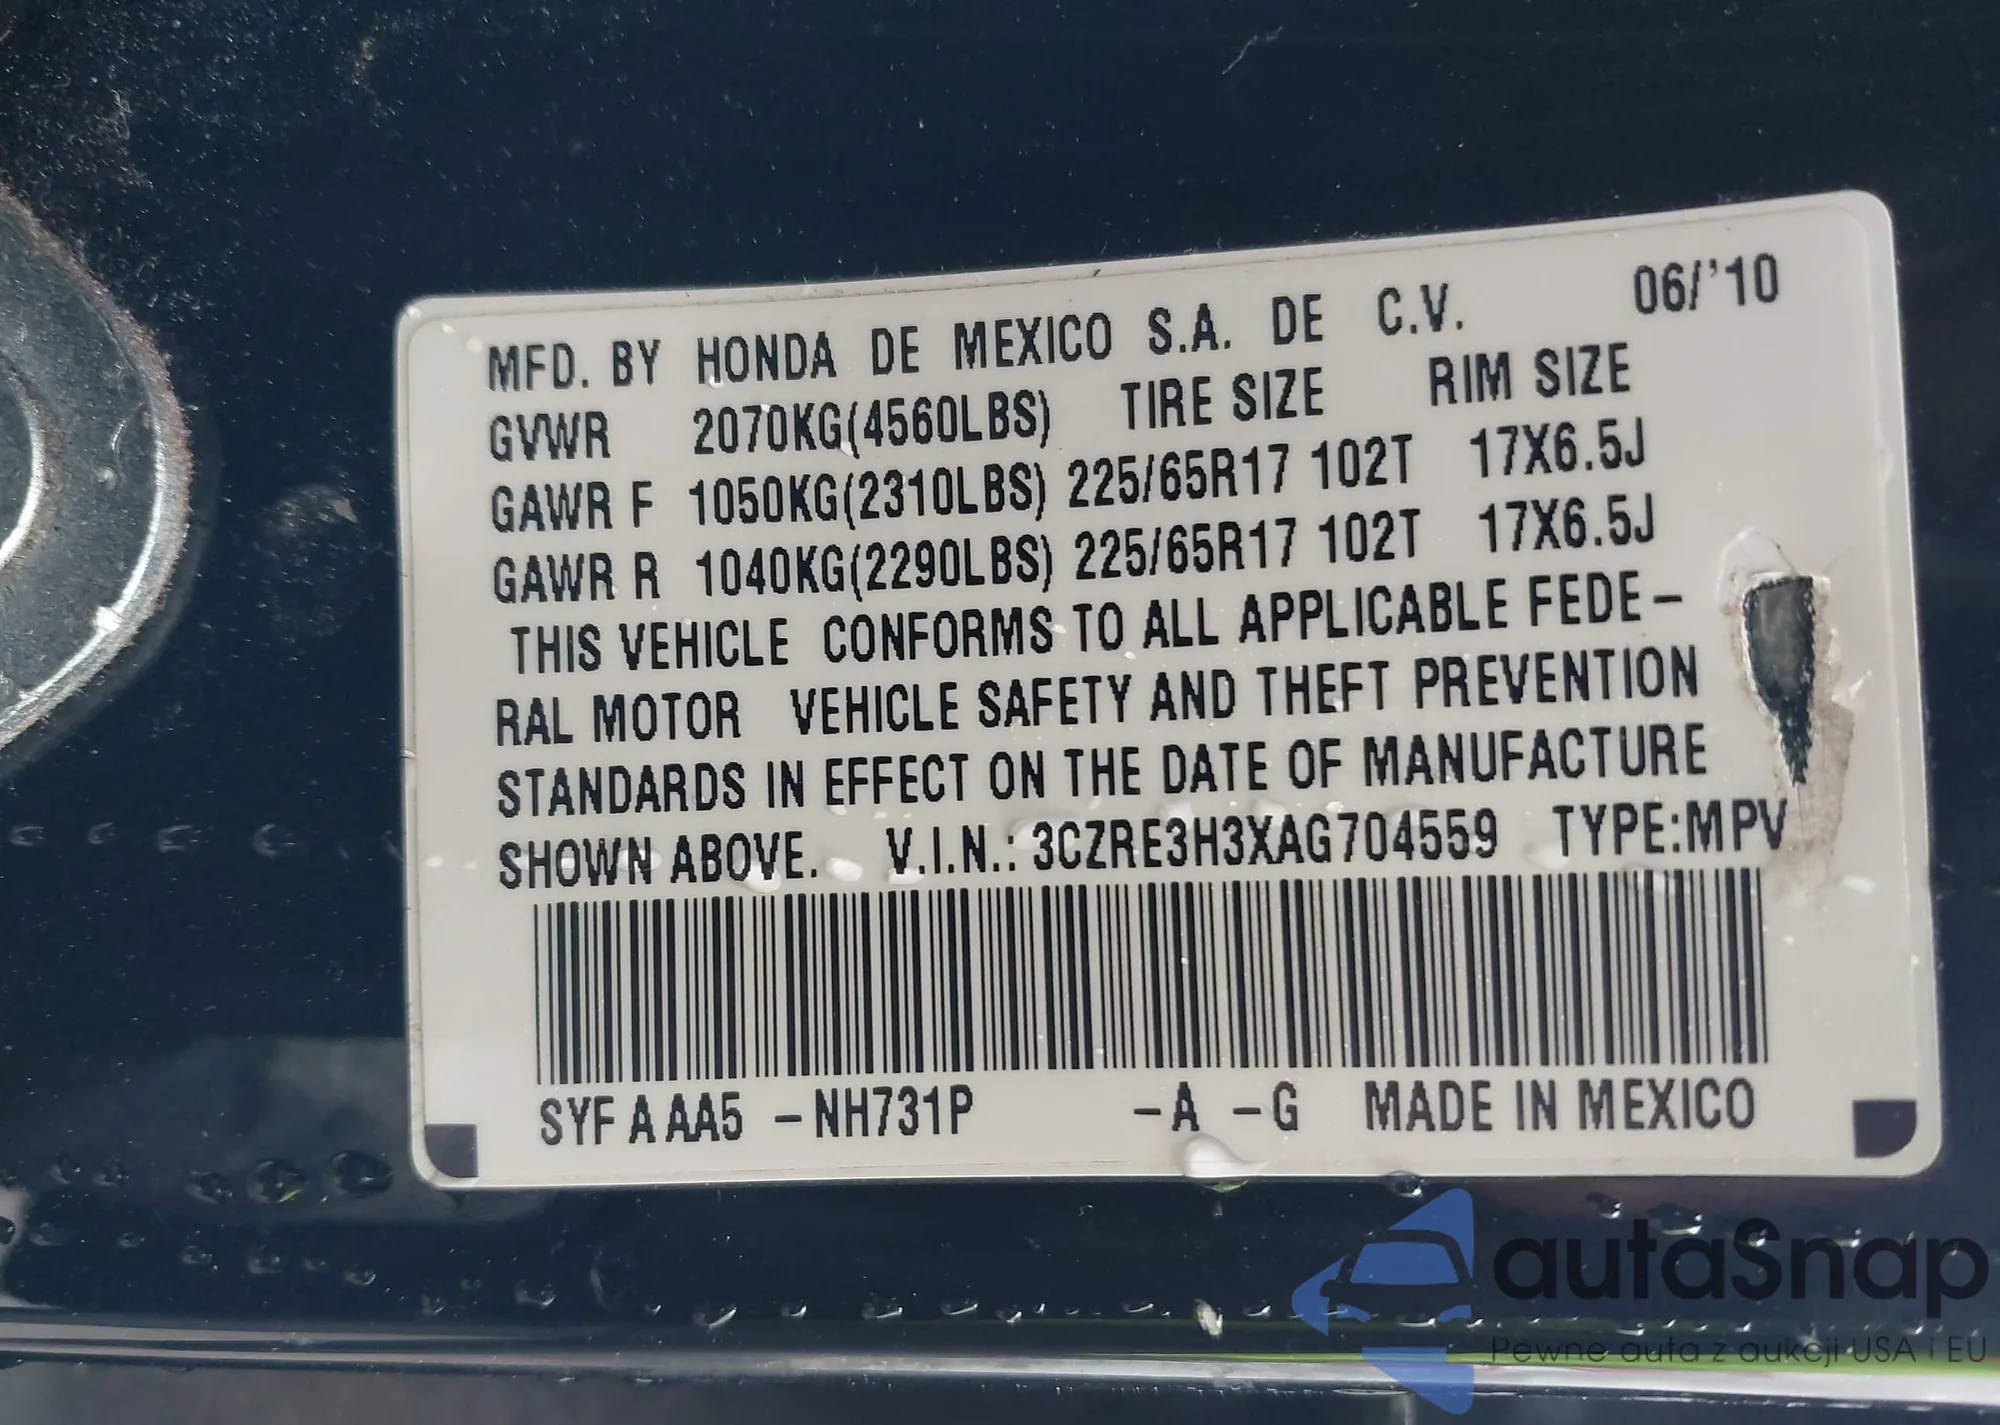 MFD. BY HONDA DE MEXICO S.A. DE C.V. 06/'10
GVWR 2070KG(4560LBS) TIRE SIZE RIM SIZE
GAWR F 1050KG(2310LBS) 225/65R17 102T 17X6.5J
GAWR R 1040KG(2290LBS) 225/65R17 102T 17X6.5J
THIS VEHICLE CONFORMS TO ALL APPLICABLE FEDE-
RAL MOTOR VEHICLE SAFETY AND THEFT PREVENTION
STANDARDS IN EFFECT ON THE DATE OF MANUFACTURE
SHOWN ABOVE. V.I.N.: 3CZRE3H3XAG704559 TYPE:MPV
SYF A AA5 -NH731P -A -G MADE IN MEXICO
autaSnap
Pewne auta z aukcji USA i EU